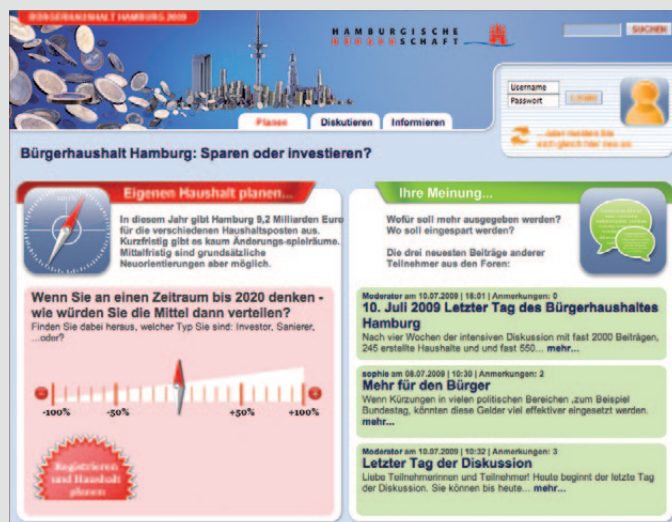 BÜRGERHAUSHALT HAMBURG 2009
HAMBURGISCHE
BÜRGERSCHAFT
SUCHEN
Username
Passwort
LOGIN
...oder melden Sie
sich gleich hier neu an
Planen
Diskutieren
Informieren
Bürgerhaushalt Hamburg: Sparen oder investieren?
Eigenen Haushalt planen...
In diesem Jahr gibt Hamburg 9,2 Milliarden Euro
für die verschiedenen Haushaltsposten aus.
Kurzfristig gibt es kaum Änderungs-spielräume.
Mittelfristig sind grundsätzliche
Neuorientierungen aber möglich.
Wenn Sie an einen Zeitraum bis 2020 denken -
wie würden Sie die Mittel dann verteilen?
Finden Sie dabei heraus, welcher Typ Sie sind: Investor, Sanierer,
...oder?
-100%
-50%
+50%
+100%
Registrieren
und Haushalt
planen
Ihre Meinung...
Wofür soll mehr ausgegeben werden?
Wo soll eingespart werden?
Die drei neuesten Beiträge anderer
Teilnehmer aus den Foren:
Moderator am 10.07.2009 | 18:01 | Anmerkungen: 0
10. Juli 2009 Letzter Tag des Bürgerhaushaltes
Hamburg
Nach vier Wochen der intensiven Diskussion mit fast 2000 Beiträgen,
245 erstellte Haushalte und und fast 550... mehr...
sophie am 08.07.2009 | 10:30 | Anmerkungen: 2
Mehr für den Bürger
Wenn Kürzungen in vielen politischen Bereichen ,zum Beispiel
Bundestag, könnten diese Gelder viel effektiver eingesetzt werden.
mehr...
Moderator am 10.07.2009 | 10:32 | Anmerkungen: 3
Letzter Tag der Diskussion
Liebe Teilnehmerinnen und Teilnehmer! Heute beginnt der letzte Tag
der Diskussion. Sie können bis heute... mehr...